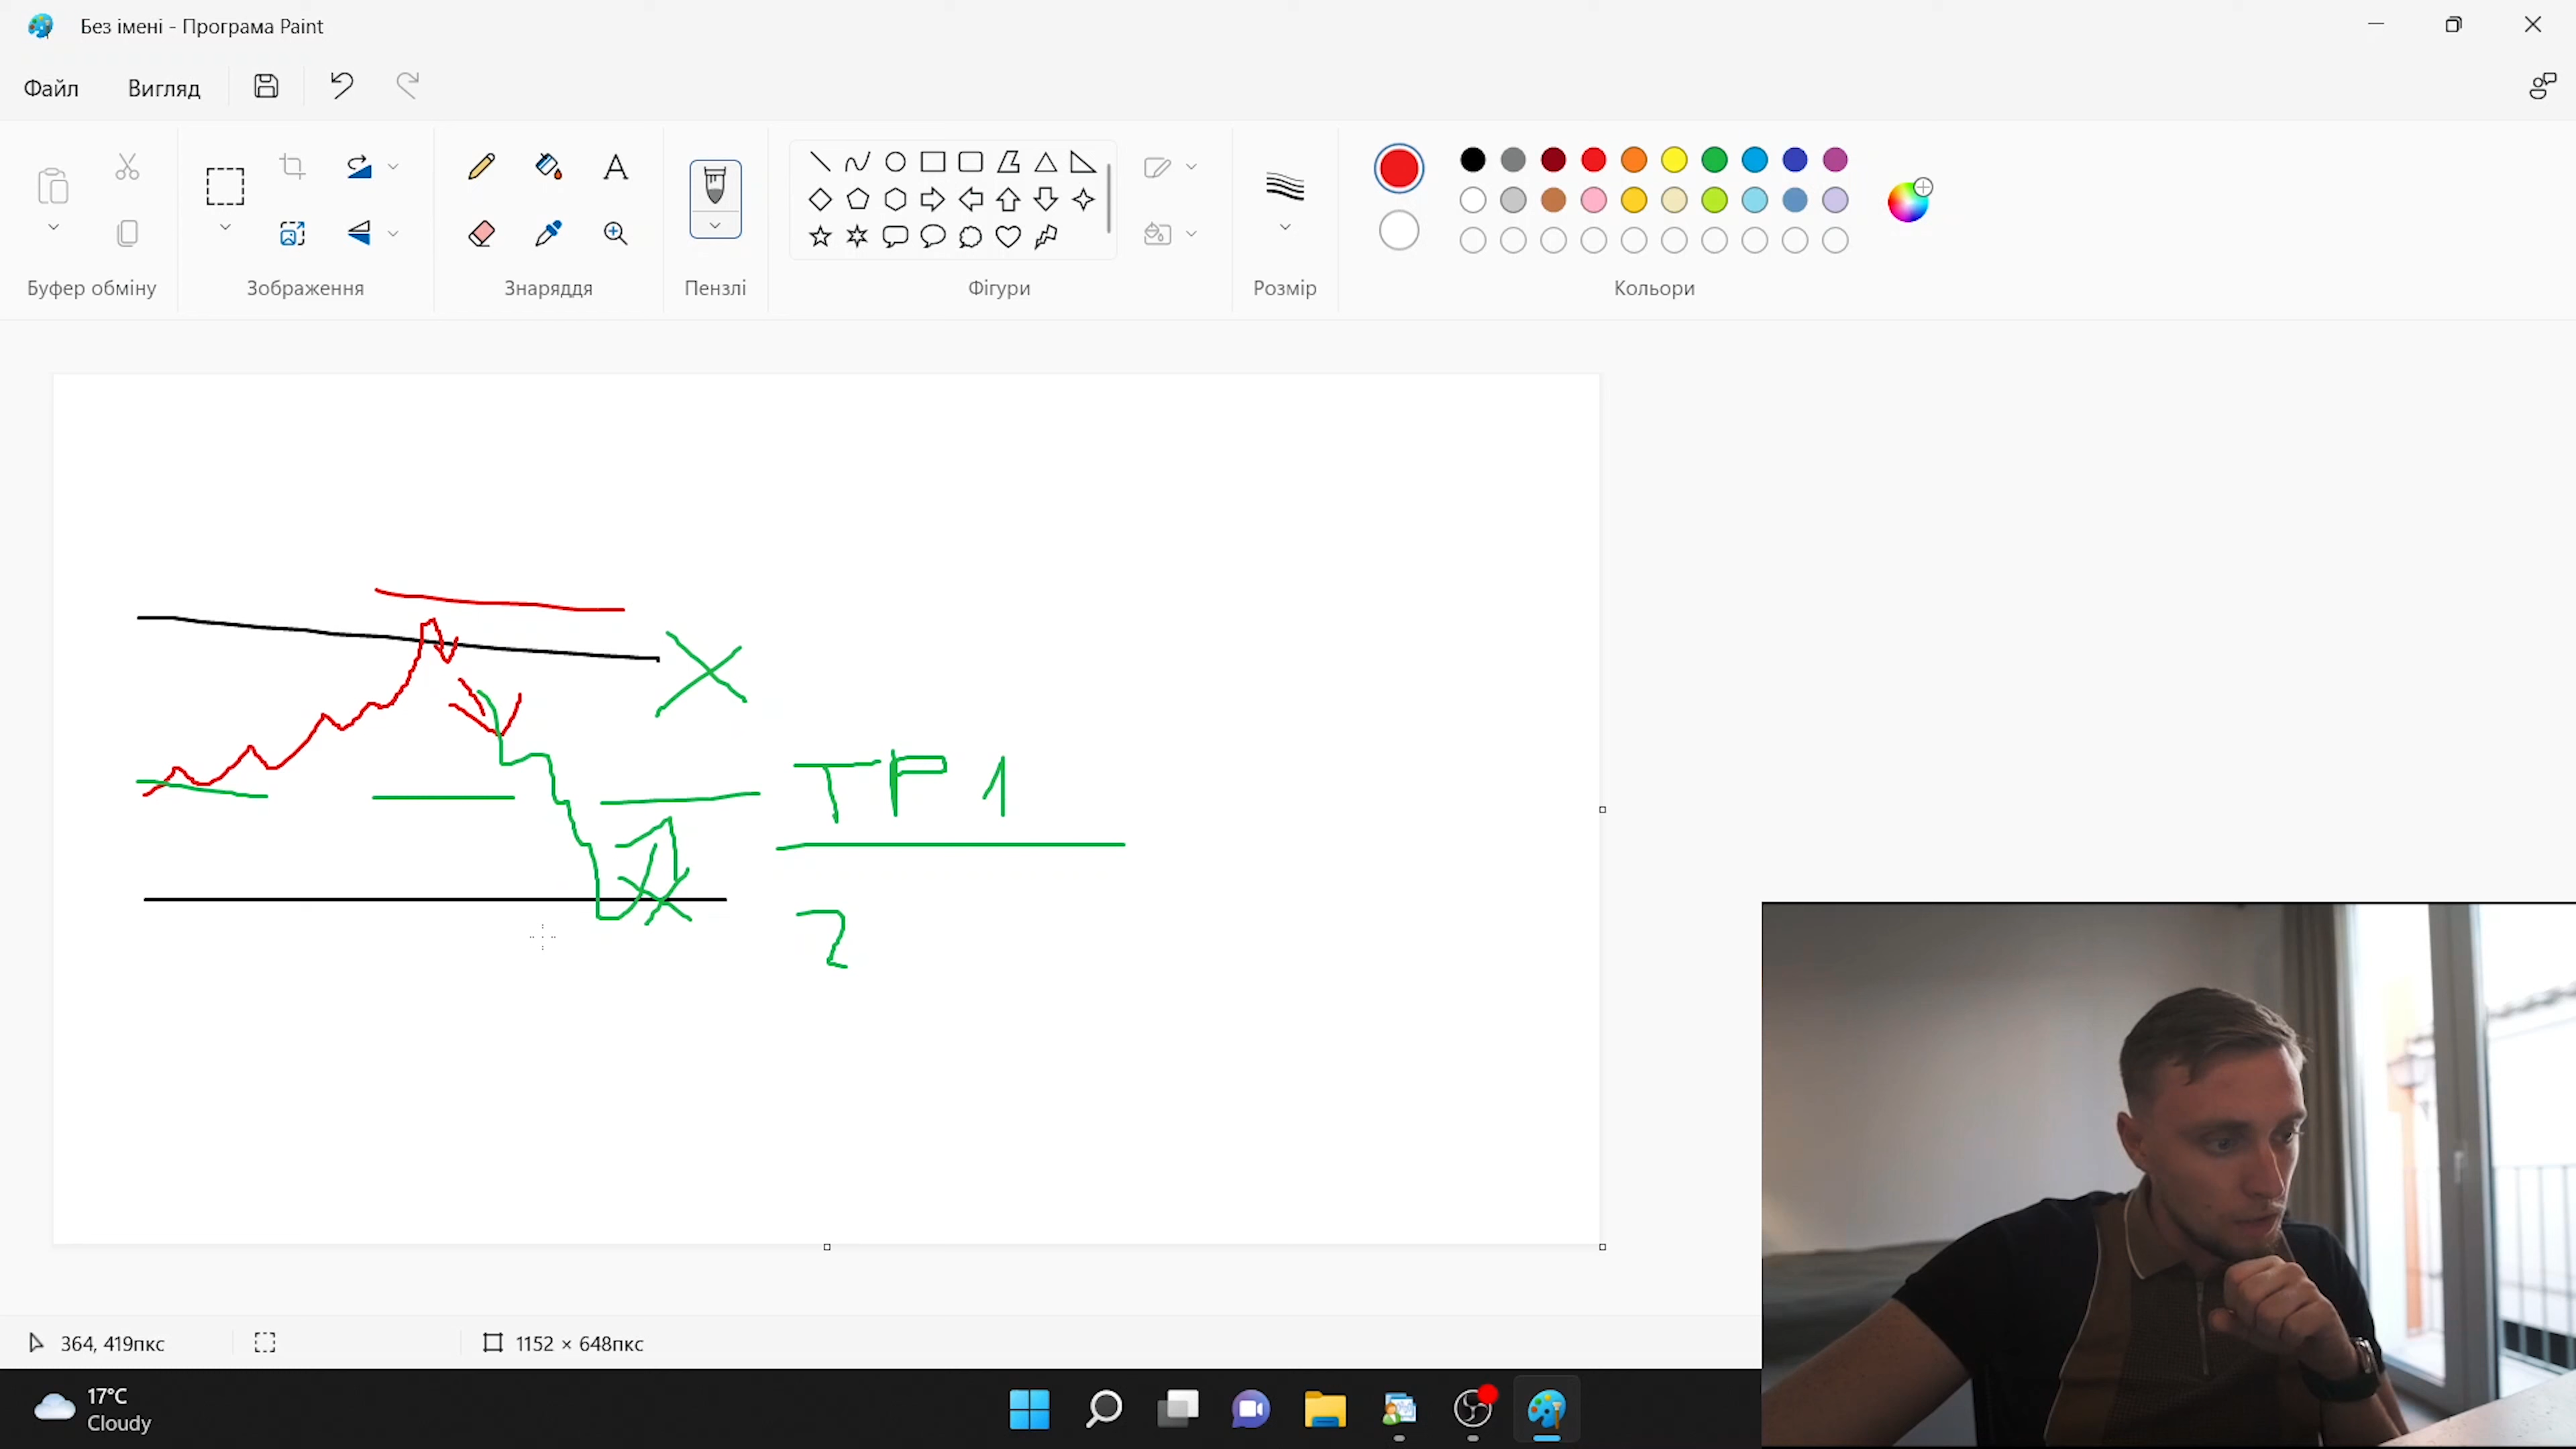 Без імені - Програма Paint
Файл Вигляд
Буфер обміну Зображення Знаряддя Пензлі Фігури Розмір Кольори
TP 1
2
364, 419пкс 1152 × 648пкс
17°C
Cloudy